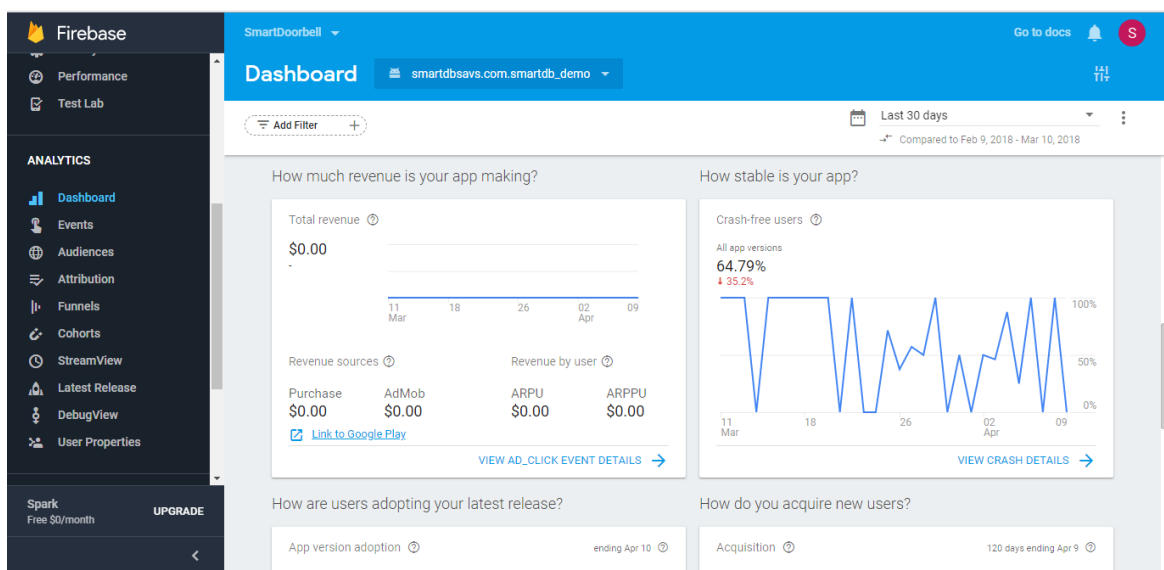 Firebase
Performance
Test Lab
ANALYTICS
Dashboard
Events
Audiences
Attribution
Funnels
Cohorts
StreamView
Latest Release
DebugView
User Properties
Spark
Free $0/month
UPGRADE
SmartDoorbell
Go to docs
S
Dashboard
smartdbsavs.com.smartdb_demo
Add Filter
Last 30 days
Compared to Feb 9, 2018 - Mar 10, 2018
How much revenue is your app making?
Total revenue
$0.00
-
11 18 26 02 09
Mar Apr
Revenue sources Revenue by user
Purchase AdMob ARPU ARPPU
$0.00 $0.00 $0.00 $0.00
Link to Google Play
VIEW AD_CLICK EVENT DETAILS
How stable is your app?
Crash-free users
All app versions
64.79%
35.2%
100%
50%
0%
11 18 26 02 09
Mar Apr
VIEW CRASH DETAILS
How are users adopting your latest release?
App version adoption ending Apr 10
How do you acquire new users?
Acquisition 120 days ending Apr 9